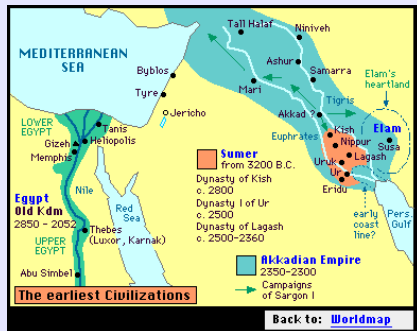 Tall Halaf
Niniveh
MEDITERRANEAN
SEA
Ashur
Byblos
Samarra
Elam's
heartland
Mari
Tyre
Tigris
Jericho
Akkad ?
LOWER
EGYPT
Tanis
Gizeh
Heliopolis
Memphis
Euphrates
Kish
Nippur
Elam
Susa
Lagash
Uruk
Ur
Eridu
Sumer
from 3200 B.C.
Dynasty of Kish
c. 2800
Dynasty I of Ur
c. 2500
Dynasty of Lagash
c. 2500-2360
Egypt
Old Kdm
2850 - 2052
Nile
Red
Sea
early
coast
line?
Pers.
Gulf
Thebes
(Luxor, Karnak)
UPPER
EGYPT
Abu Simbel
Akkadian Empire
2350-2300
Campaigns
of Sargon I
The earliest Civilizations
Back to: Worldmap